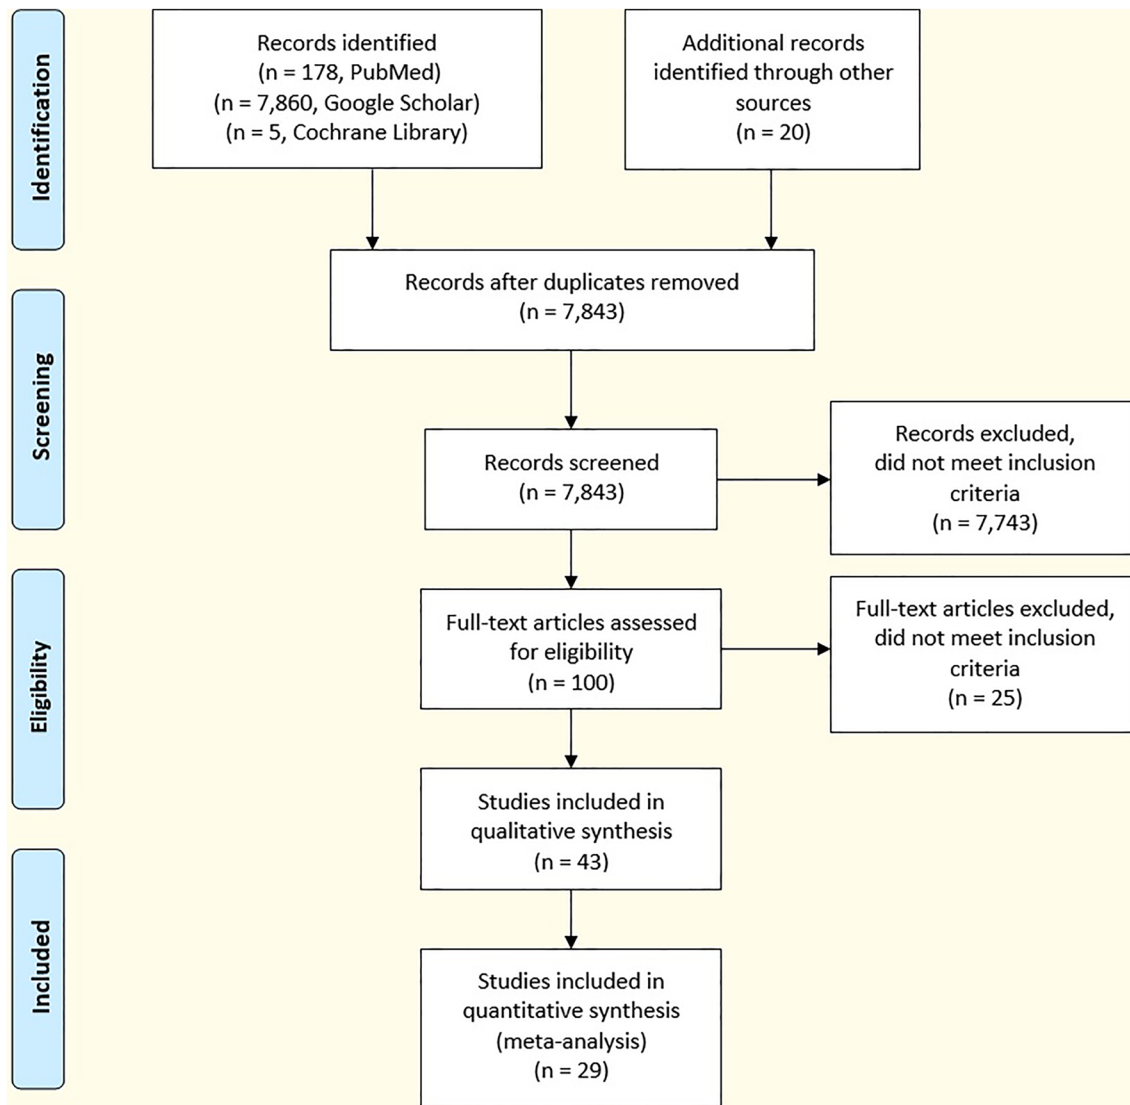 Identification
Records identified
(n = 178, PubMed)
(n = 7,860, Google Scholar)
(n = 5, Cochrane Library)
Additional records
identified through other
sources
(n = 20)
Records after duplicates removed
(n = 7,843)
Screening
Records screened
(n = 7,843)
Records excluded,
did not meet inclusion
criteria
(n = 7,743)
Eligibility
Full-text articles assessed
for eligibility
(n = 100)
Full-text articles excluded,
did not meet inclusion
criteria
(n = 25)
Studies included in
qualitative synthesis
(n = 43)
Included
Studies included in
quantitative synthesis
(meta-analysis)
(n = 29)